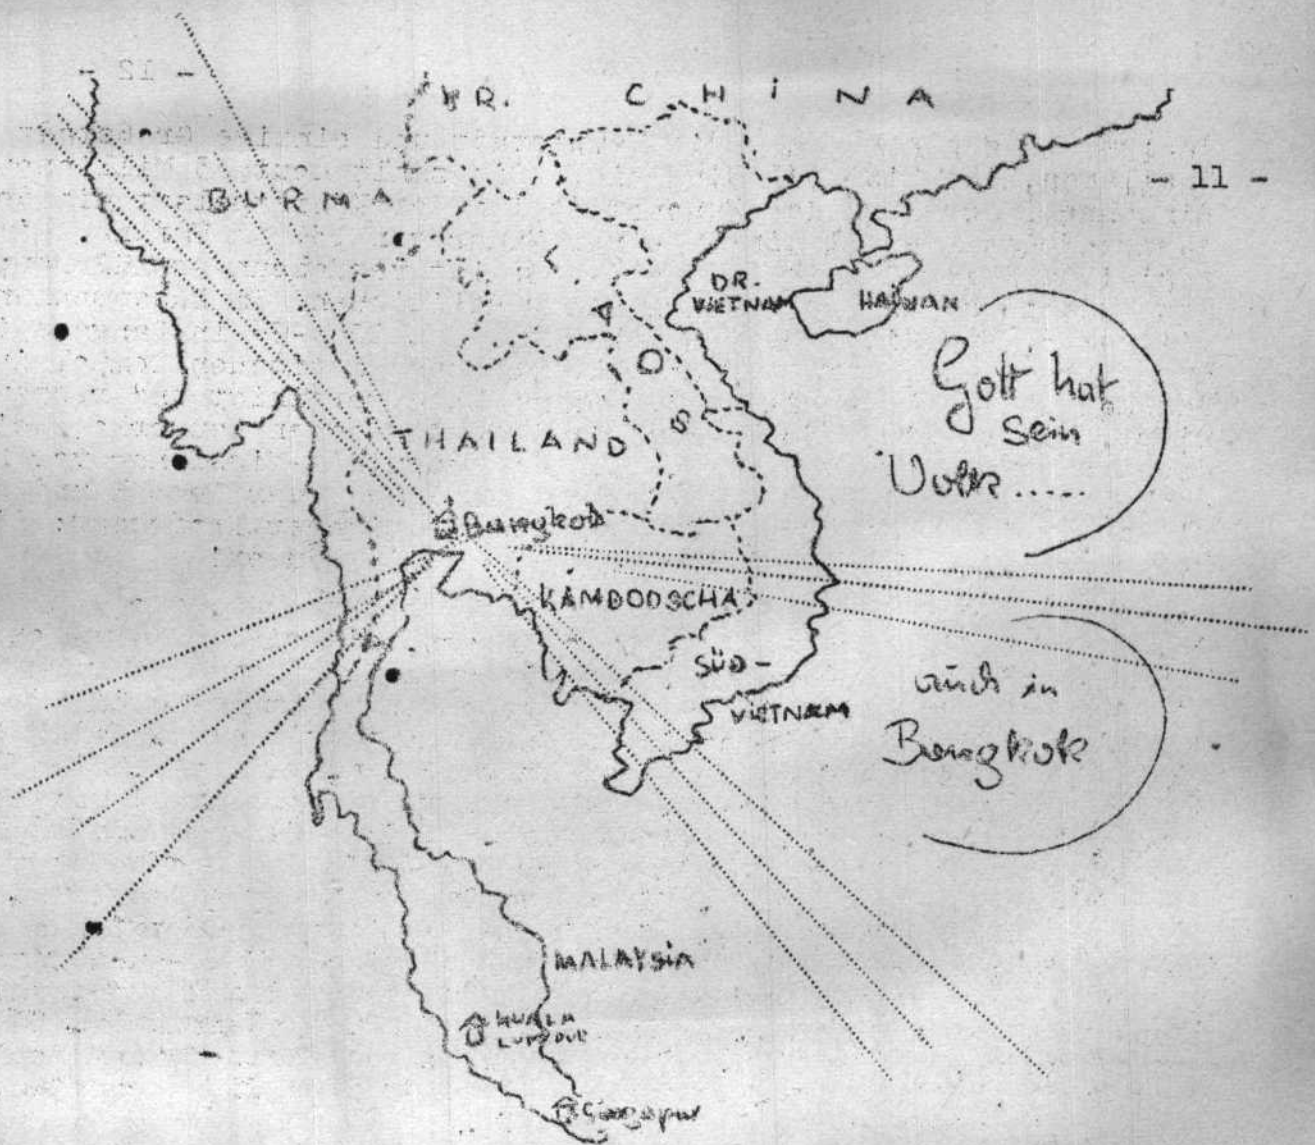 VR. CHINA
- 11 -
BURMA
LAOS
DR.
VIETNAM
HAINAN
Gott hat
sein
Volk .....
THAILAND
Bangkok
KAMBODSCHA
SÜD-
VIETNAM
auch in
Bangkok
MALAYSIA
KUALA
LUMPUR
Singapur